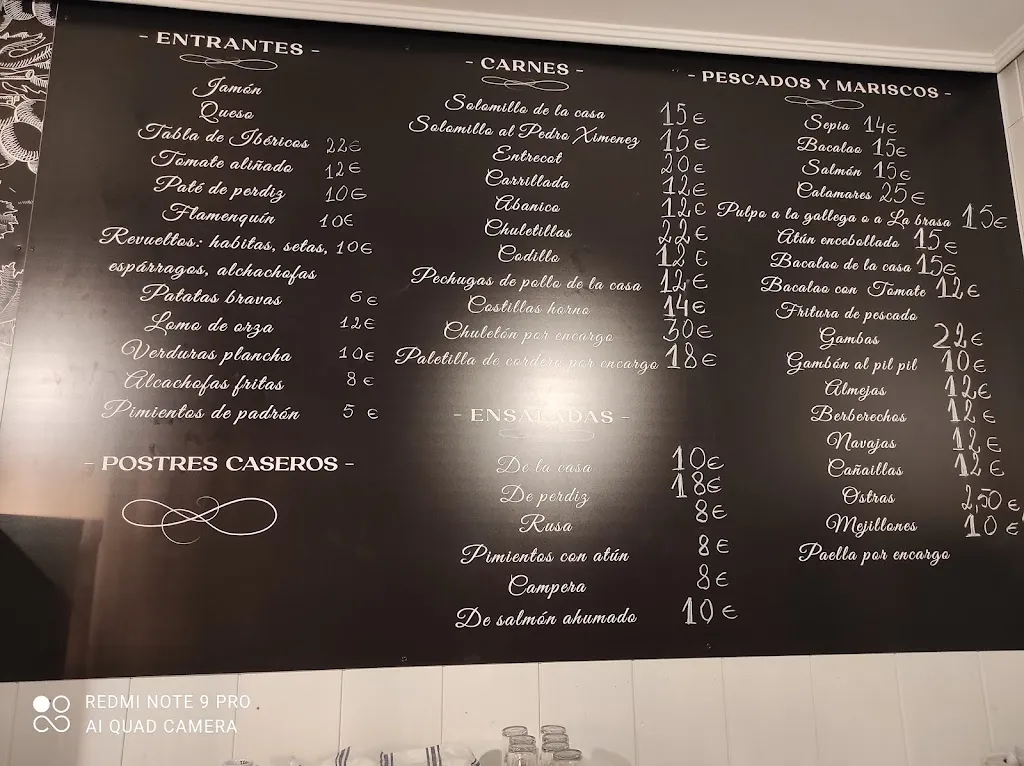 - ENTRANTES -
Jamón
Queso
Tabla de Ibéricos 22€
Tomate aliñado 12€
Paté de perdiz 10€
Flamenquín 10€
Revueltos: habitas, setas, 10€
espárragos, alchachofas
Patatas bravas 6€
Lomo de orza 12€
Verduras plancha 10€
Alcachofas fritas 8€
Pimientos de padrón 5€
- POSTRES CASEROS -
- CARNES -
Solomillo de la casa 15€
Solomillo al Pedro Ximenez 15€
Entrecot 20€
Carrillada 12€
Abanico 12€
Chuletillas 22€
Codillo 12€
Pechugas de pollo de la casa 12€
Costillas horno 14€
Chuletón por encargo 30€
Paletilla de cordero por encargo 18€
- ENSALADAS -
De la casa 10€
De perdiz 18€
Rusa 8€
Pimientos con atún 8€
Campera 8€
De salmón ahumado 10€
- PESCADOS Y MARISCOS -
Sepia 14€
Bacalao 15€
Salmón 15€
Calamares 25€
Pulpo a la gallega o a La brasa 15€
Atún encebollado 15€
Bacalao de la casa 15€
Bacalao con Tomate 12€
Fritura de pescado
Gambas 22€
Gambón al pil pil 10€
Almejas 12€
Berberechos 12€
Navajas 12€
Cañaillas 12€
Ostras 2,50€
Mejillones 10€
Paella por encargo
REDMI NOTE 9 PRO
AI QUAD CAMERA